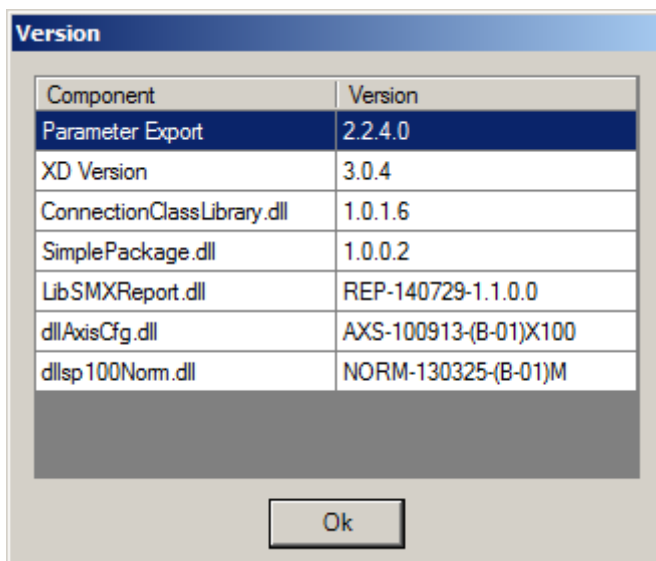 Version
Component Version
Parameter Export 2.2.4.0
XD Version 3.0.4
ConnectionClassLibrary.dll 1.0.1.6
SimplePackage.dll 1.0.0.2
LibSMXReport.dll REP-140729-1.1.0.0
dllAxisCfg.dll AXS-100913-(B-01)X100
dllsp100Norm.dll NORM-130325-(B-01)M
Ok